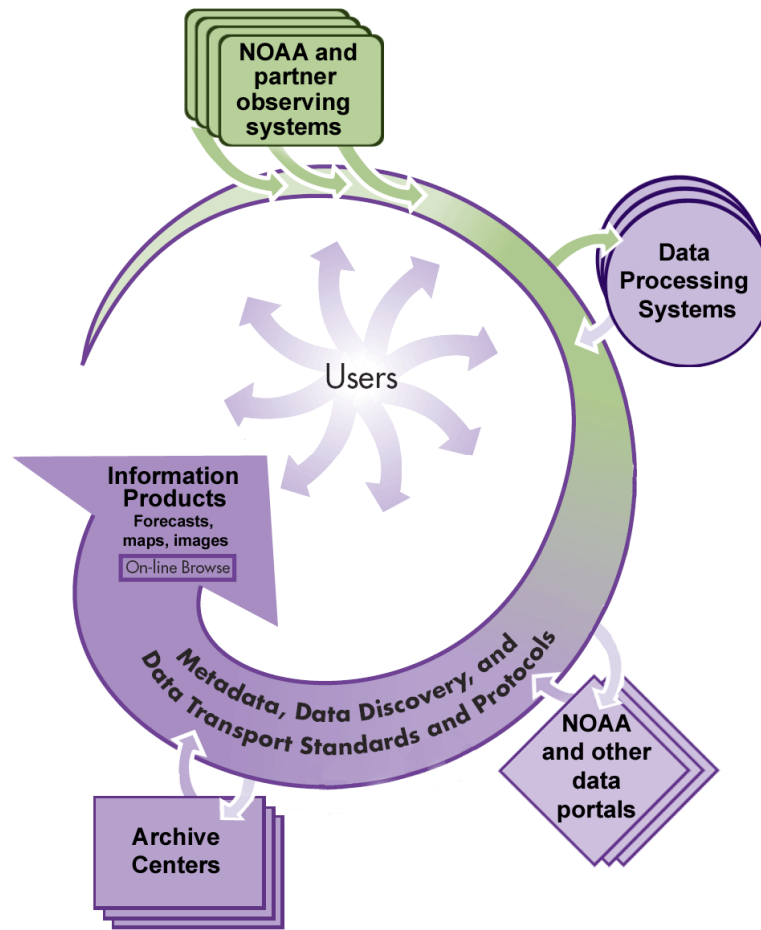 NOAA and
partner
observing
systems
Data
Processing
Systems
Users
Information
Products
Forecasts,
maps, images
On-line Browse
Metadata, Data Discovery, and
Data Transport Standards and Protocols
NOAA
and other
data
portals
Archive
Centers